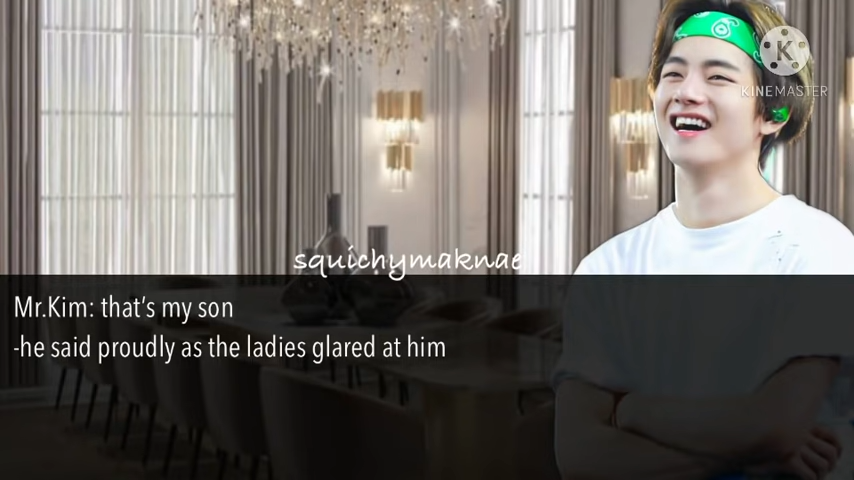 KINEMASTER
squichymaknae
Mr.Kim: that's my son
-he said proudly as the ladies glared at him